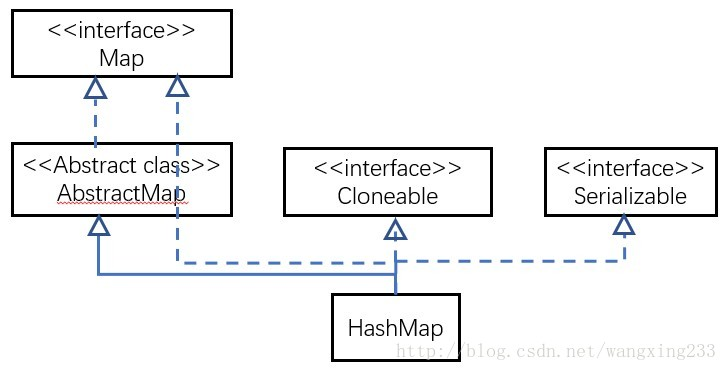 <<interface>>
Map
<<Abstract class>>
AbstractMap
<<interface>>
Cloneable
<<interface>>
Serializable
HashMap
http://blog.csdn.net/wangxing233